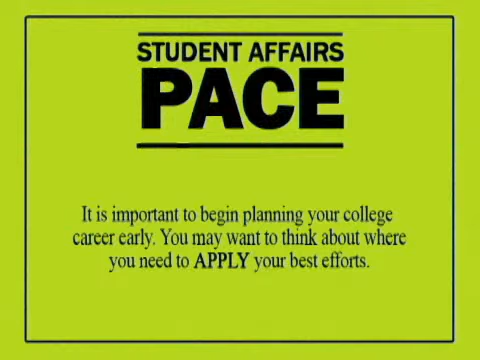 STUDENT AFFAIRS
PACE
It is important to begin planning your college
career early. You may want to think about where
you need to APPLY your best efforts.